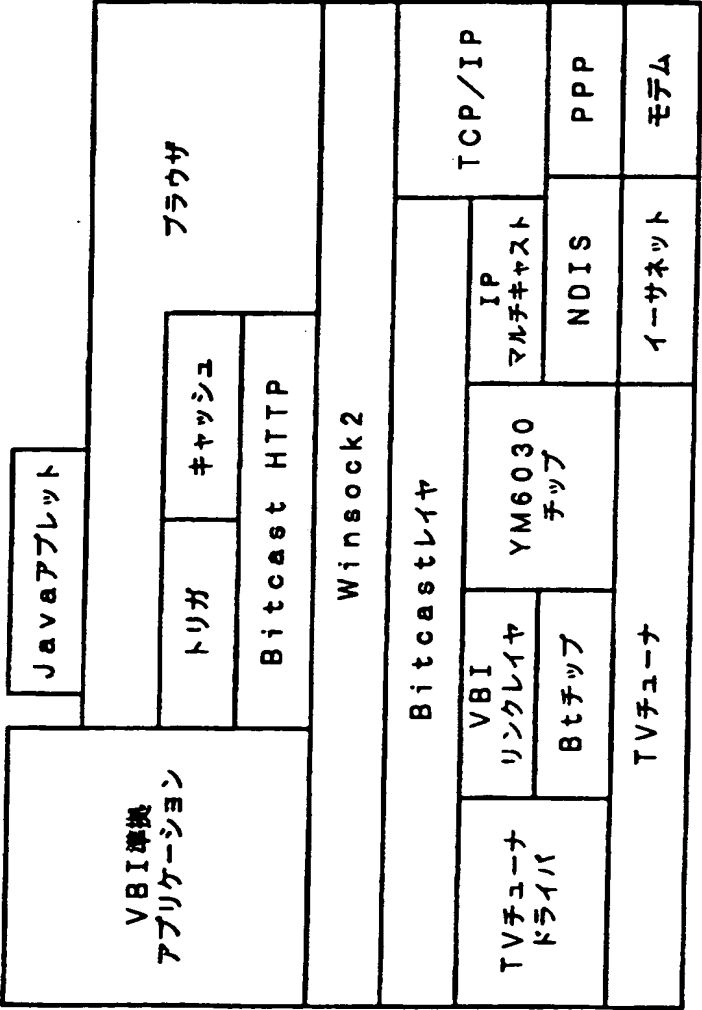 Javaアプレット
VBI準拠
アプリケーション
ブラウザ
トリガ
キャッシュ
Bitcast HTTP
Winsock2
Bitcastレイヤ
TCP/IP
TVチューナ
ドライバ
VBI
リンクレイヤ
Btチップ
YM6030
チップ
IP
マルチキャスト
NDIS
PPP
TVチューナ
イーサネット
モデム